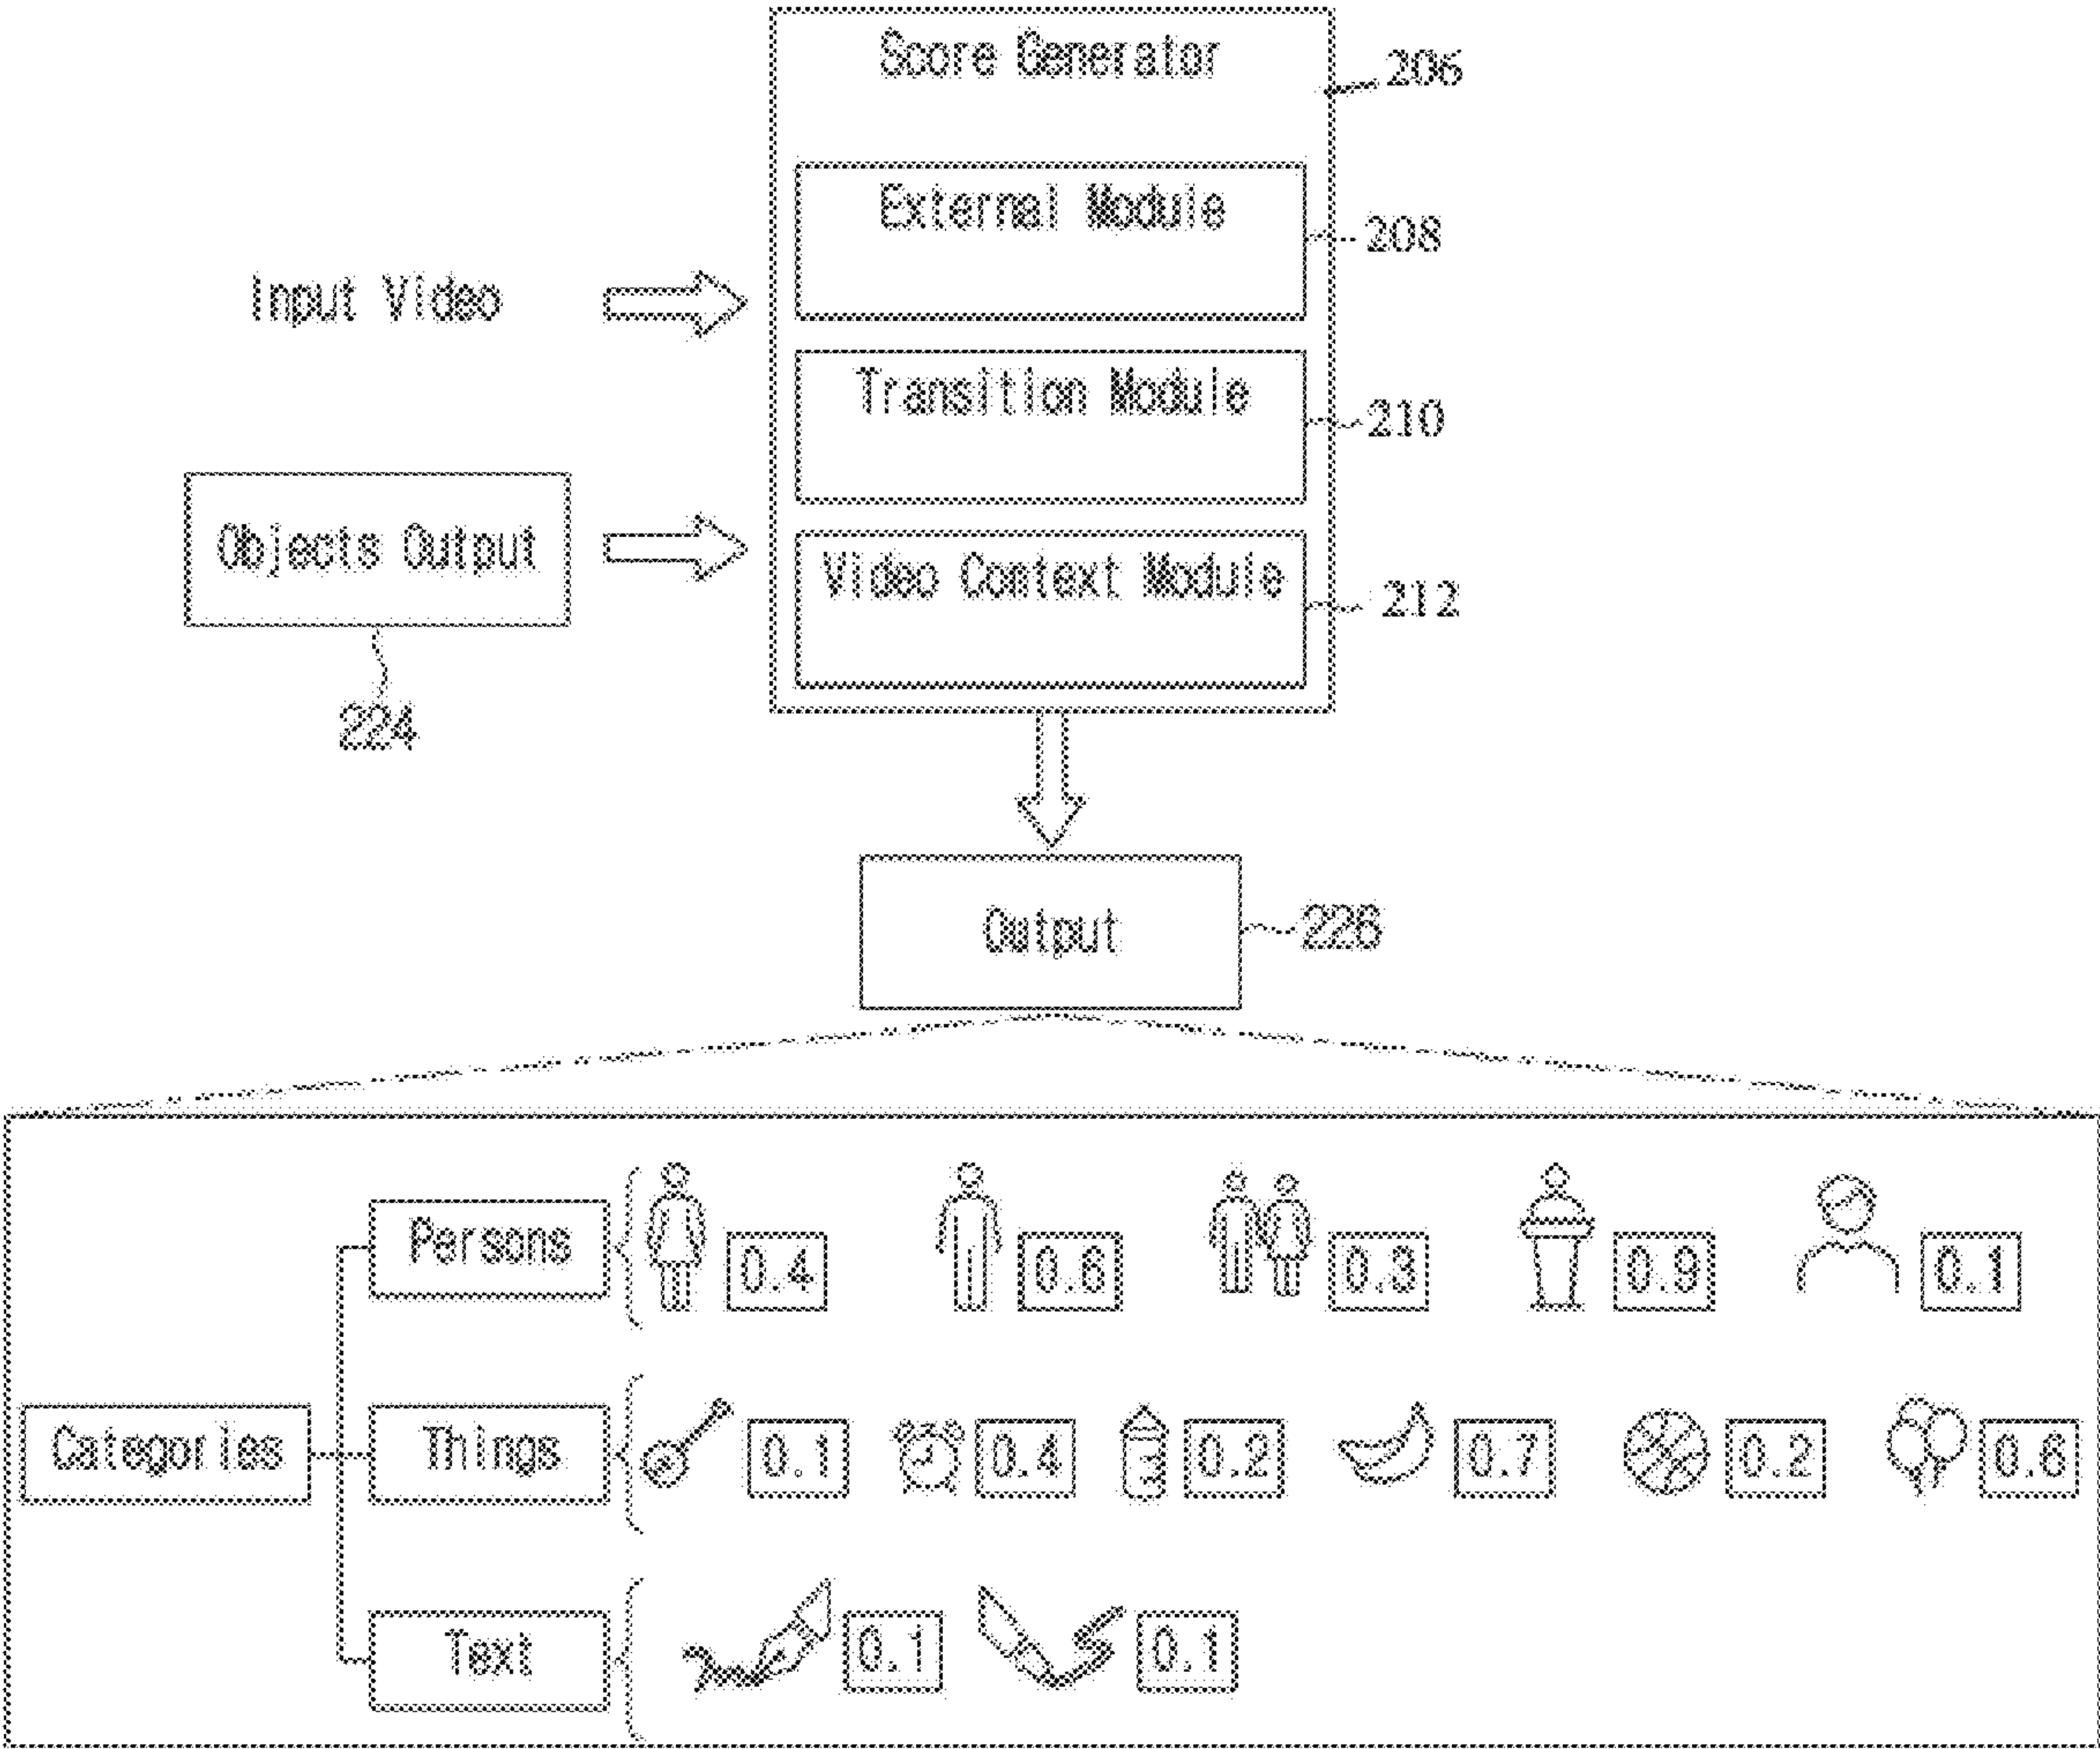 Score Generator
206
External Module
208
Input Video
Transition Module
210
Objects Output
Video Context Module
212
224
Output
226
Persons
0.4
0.6
0.3
0.9
0.1
Categories
Things
0.1
0.4
0.2
0.7
0.2
0.6
Text
0.1
0.1